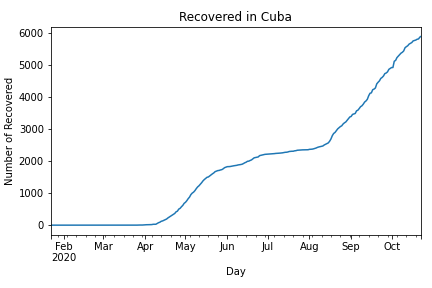 Recovered in Cuba
Number of Recovered
6000
5000
4000
3000
2000
1000
0
Feb Mar Apr May Jun Jul Aug Sep Oct
2020
Day